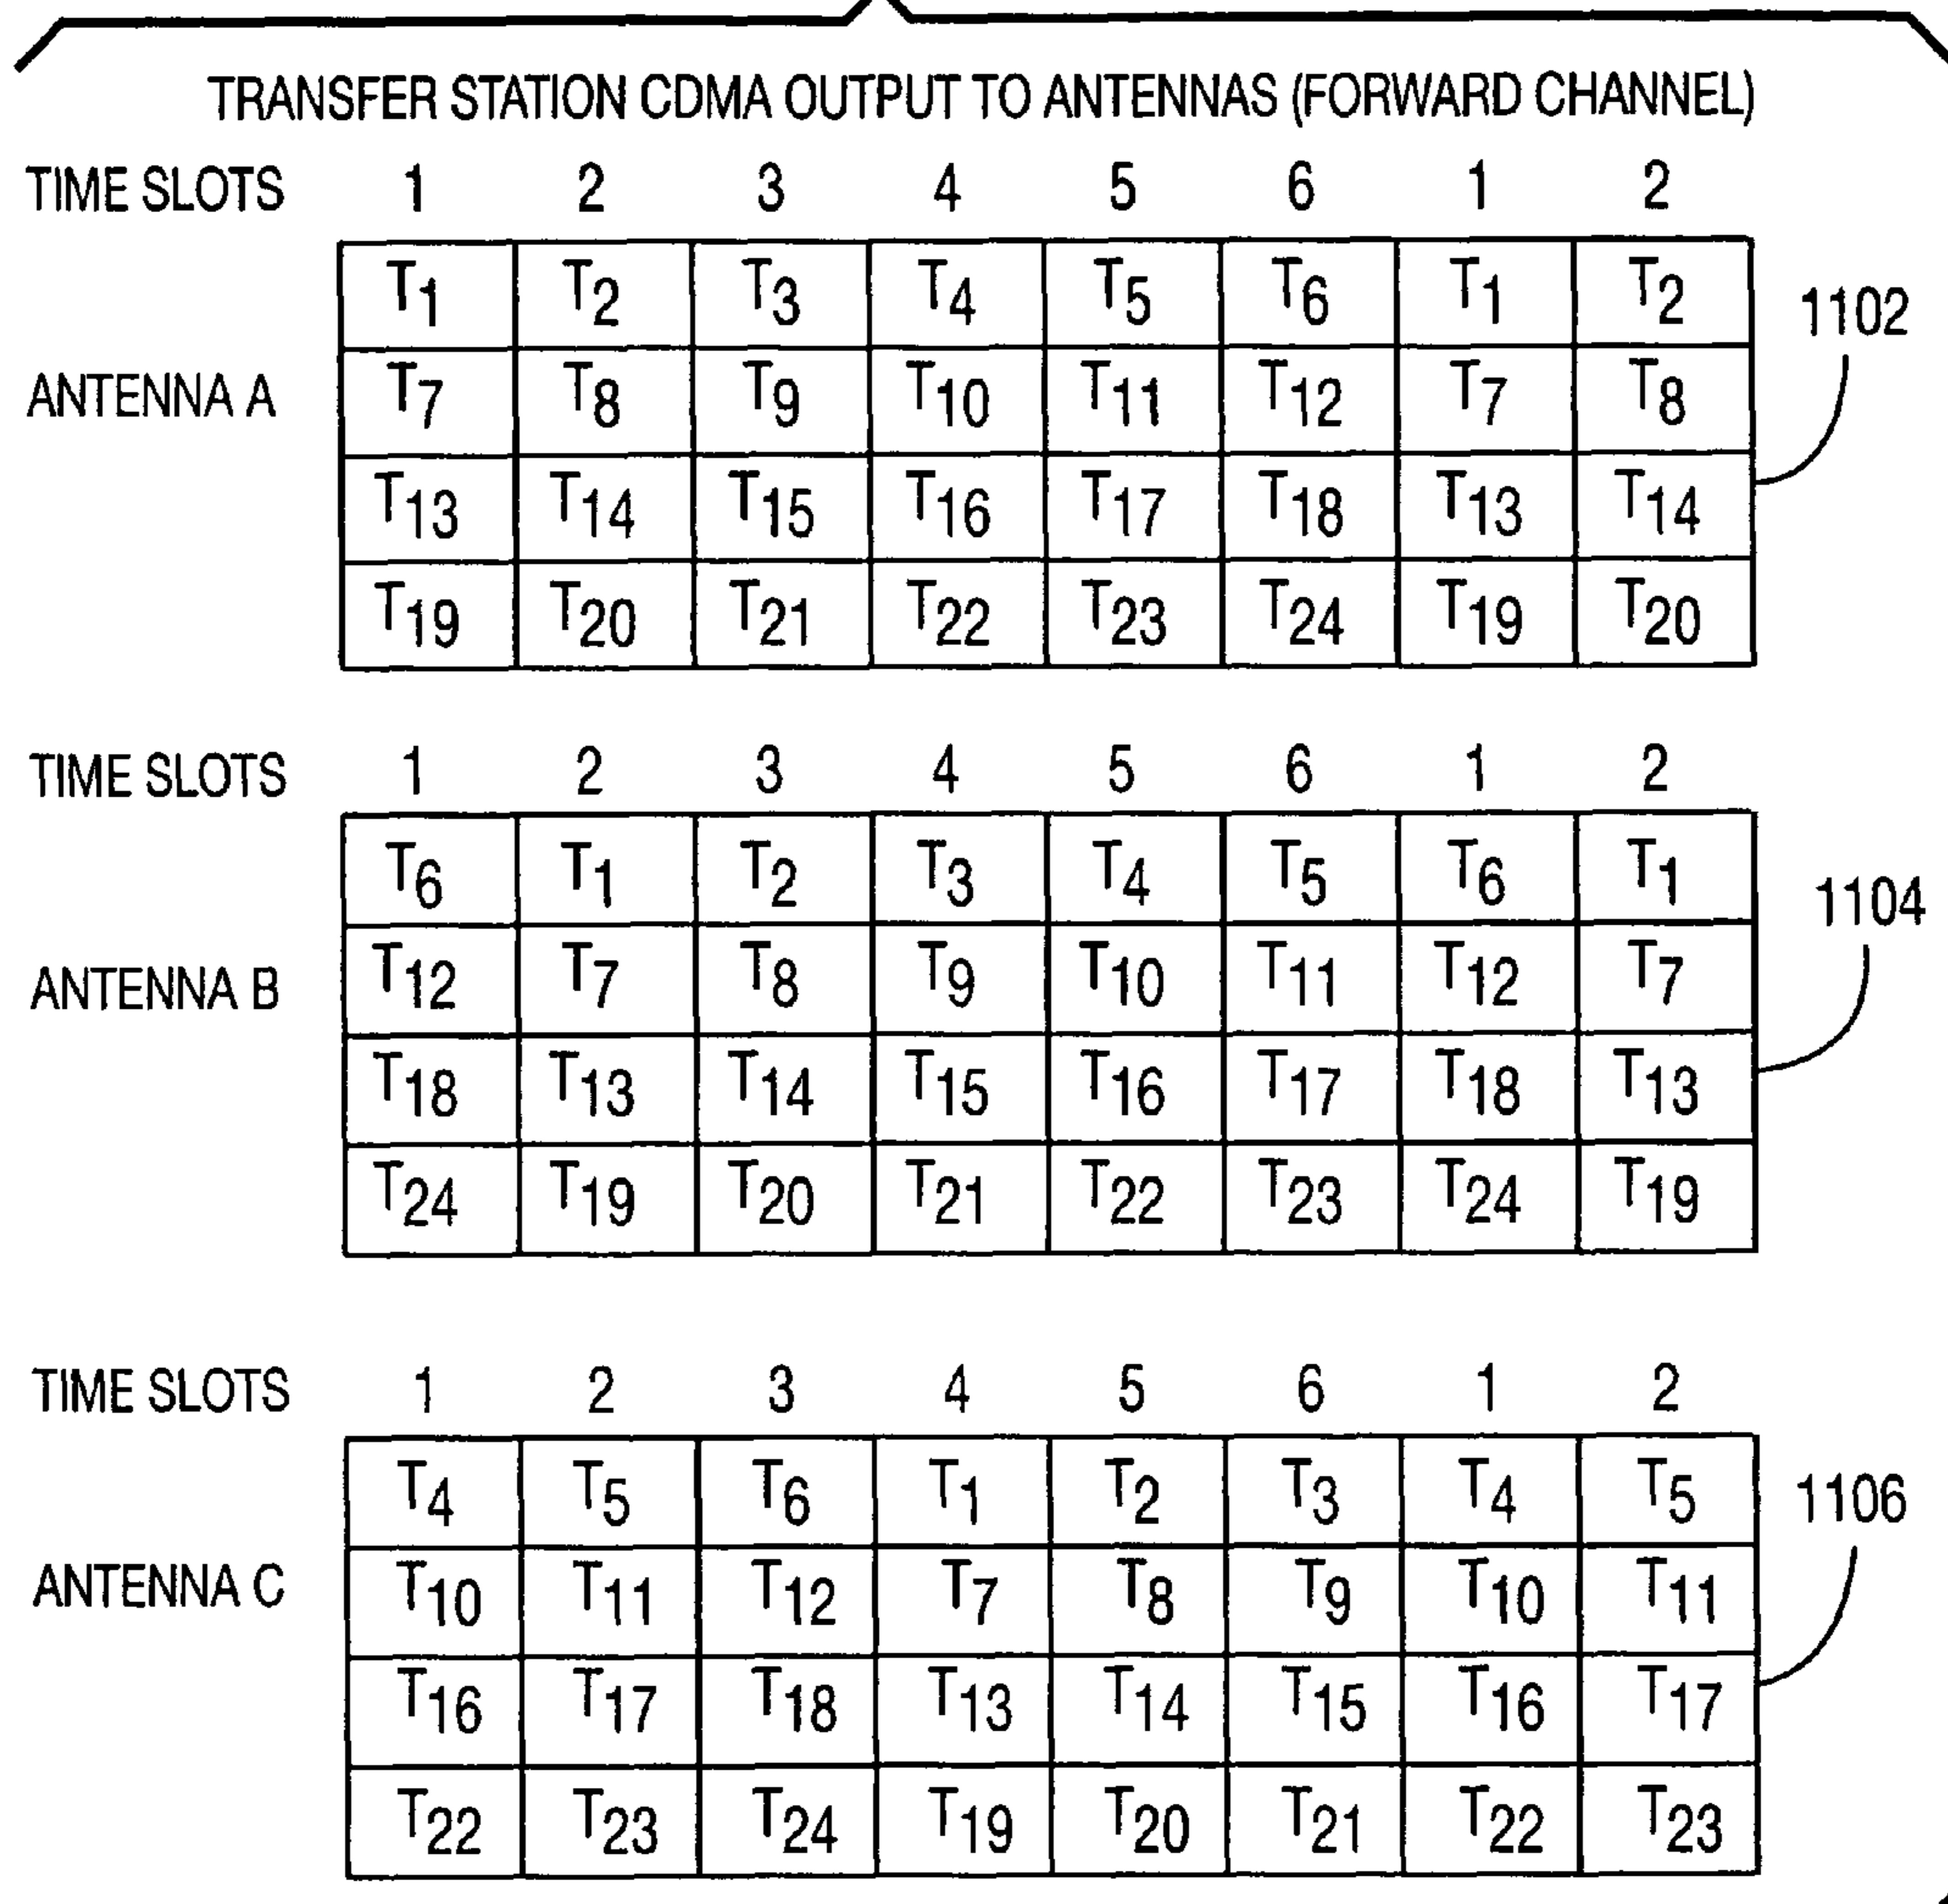 TRANSFER STATION CDMA OUTPUT TO ANTENNAS (FORWARD CHANNEL)
TIME SLOTS 1 2 3 4 5 6 1 2
T1 T2 T3 T4 T5 T6 T1 T2
1102
ANTENNA A T7 T8 T9 T10 T11 T12 T7 T8
T13 T14 T15 T16 T17 T18 T13 T14
T19 T20 T21 T22 T23 T24 T19 T20
TIME SLOTS 1 2 3 4 5 6 1 2
T6 T1 T2 T3 T4 T5 T6 T1
1104
ANTENNA B T12 T7 T8 T9 T10 T11 T12 T7
T18 T13 T14 T15 T16 T17 T18 T13
T24 T19 T20 T21 T22 T23 T24 T19
TIME SLOTS 1 2 3 4 5 6 1 2
T4 T5 T6 T1 T2 T3 T4 T5
1106
ANTENNA C T10 T11 T12 T7 T8 T9 T10 T11
T16 T17 T18 T13 T14 T15 T16 T17
T22 T23 T24 T19 T20 T21 T22 T23